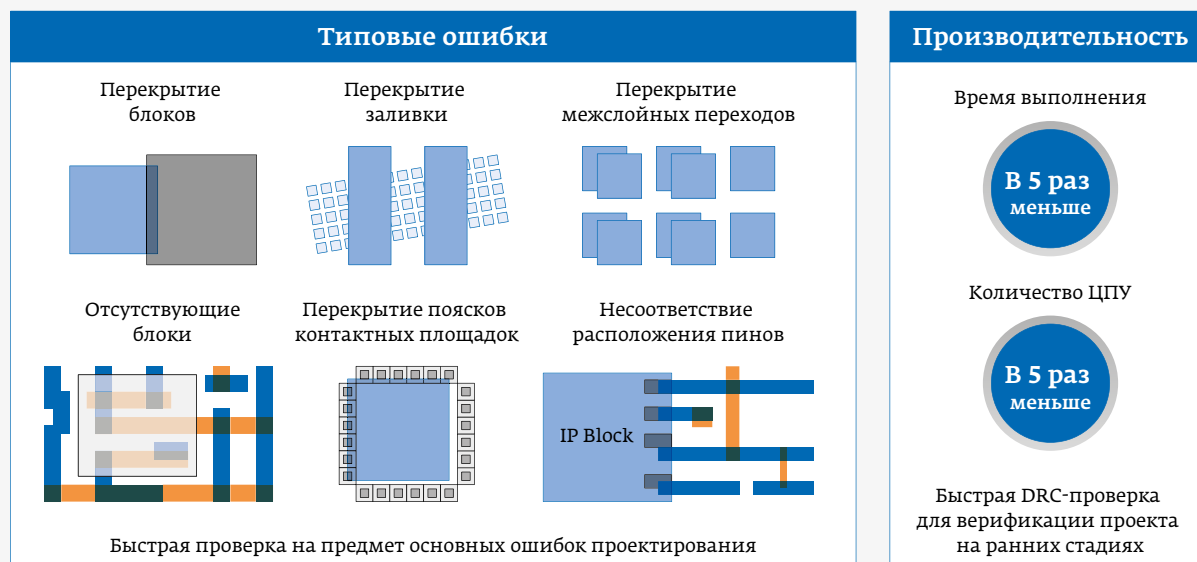 Типовые ошибки
Перекрытие
блоков
Перекрытие
заливки
Перекрытие
межслойных переходов
Отсутствующие
блоки
Перекрытие поясков
контактных площадок
Несоответствие
расположения пинов
IP Block
Быстрая проверка на предмет основных ошибок проектирования
Производительность
Время выполнения
В 5 раз
меньше
Количество ЦПУ
В 5 раз
меньше
Быстрая DRC-проверка
для верификации проекта
на ранних стадиях